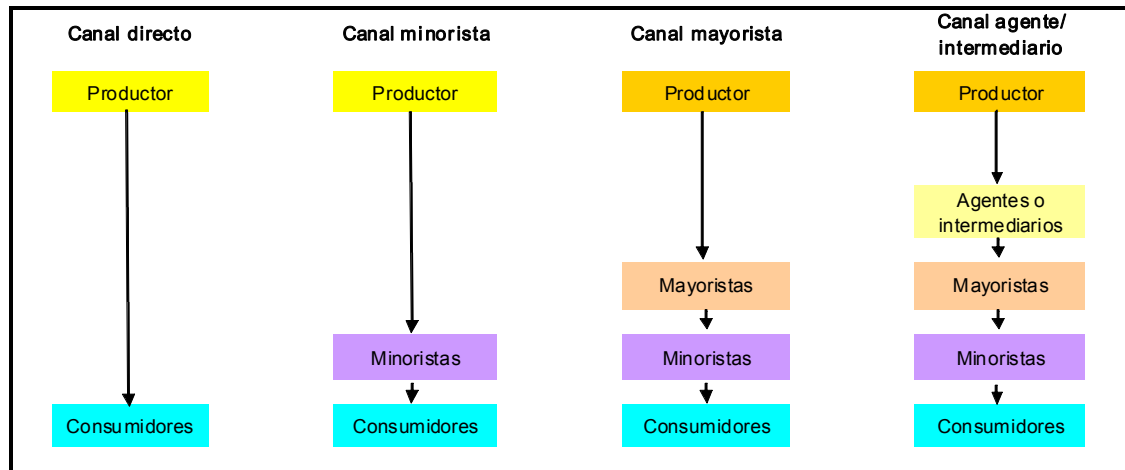 Canal directo
Canal minorista
Canal mayorista
Canal agente/
intermediario
Productor
Productor
Productor
Productor
Agentes o
intermediarios
Mayoristas
Mayoristas
Minoristas
Minoristas
Minoristas
Consumidores
Consumidores
Consumidores
Consumidores